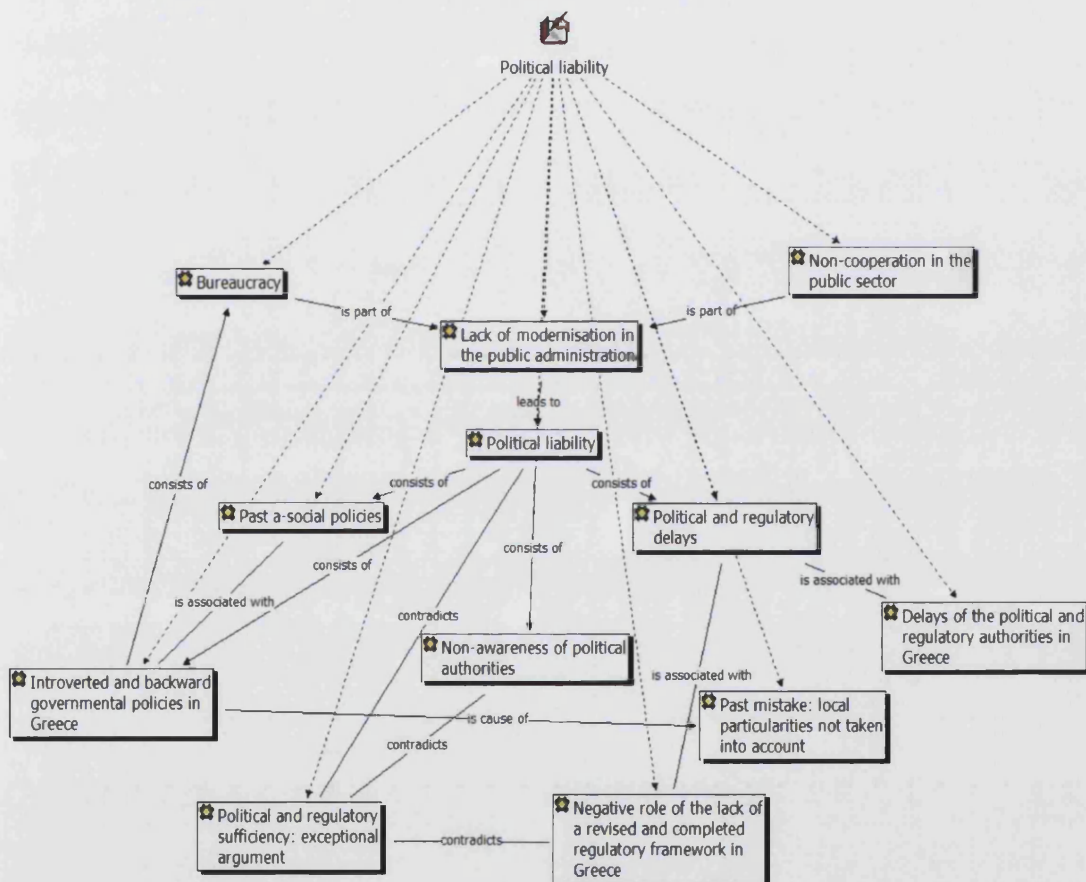 Political liability
Non-cooperation in the
public sector
Bureaucracy
is part of
is part of
Lack of modernisation in
the public administration
leads to
Political liability
consists of
consists of
consists of
Past a-social policies
Political and regulatory
delays
consists of
consists of
is associated with
is associated with
contradicts
Delays of the political and
regulatory authorities in
Greece
Non-awareness of political
authorities
Introverted and backward
governmental policies in
Greece
is associated with
is cause of
Past mistake: local
particularities not taken
into account
contradicts
Political and regulatory
sufficiency: exceptional
argument
contradicts
Negative role of the lack of
a revised and completed
regulatory framework in
Greece